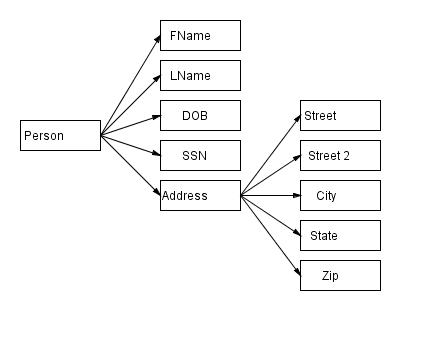 Person
FName
LName
DOB
SSN
Address
Street
Street 2
City
State
Zip